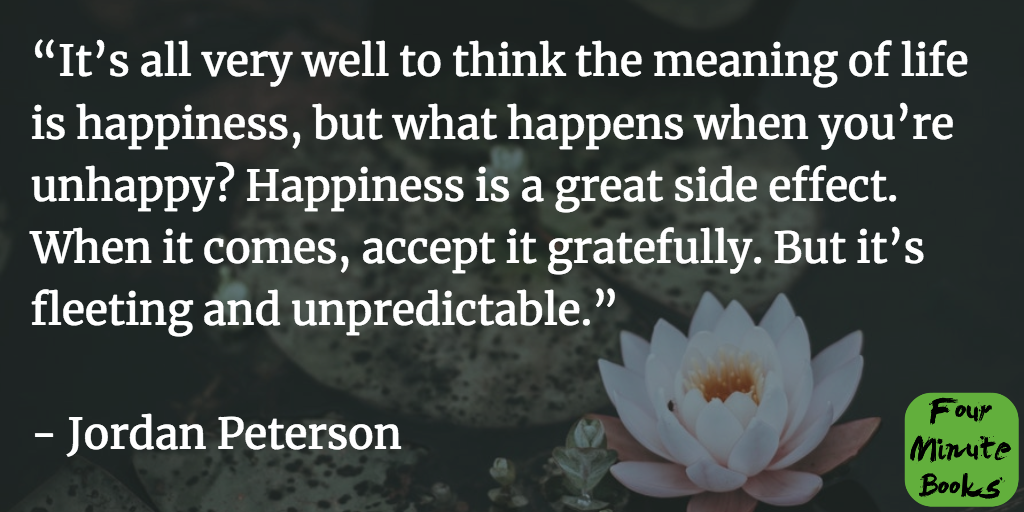 “It’s all very well to think the meaning of life
is happiness, but what happens when you’re
unhappy? Happiness is a great side effect.
When it comes, accept it gratefully. But it’s
fleeting and unpredictable.”
- Jordan Peterson
Four
Minute
Books